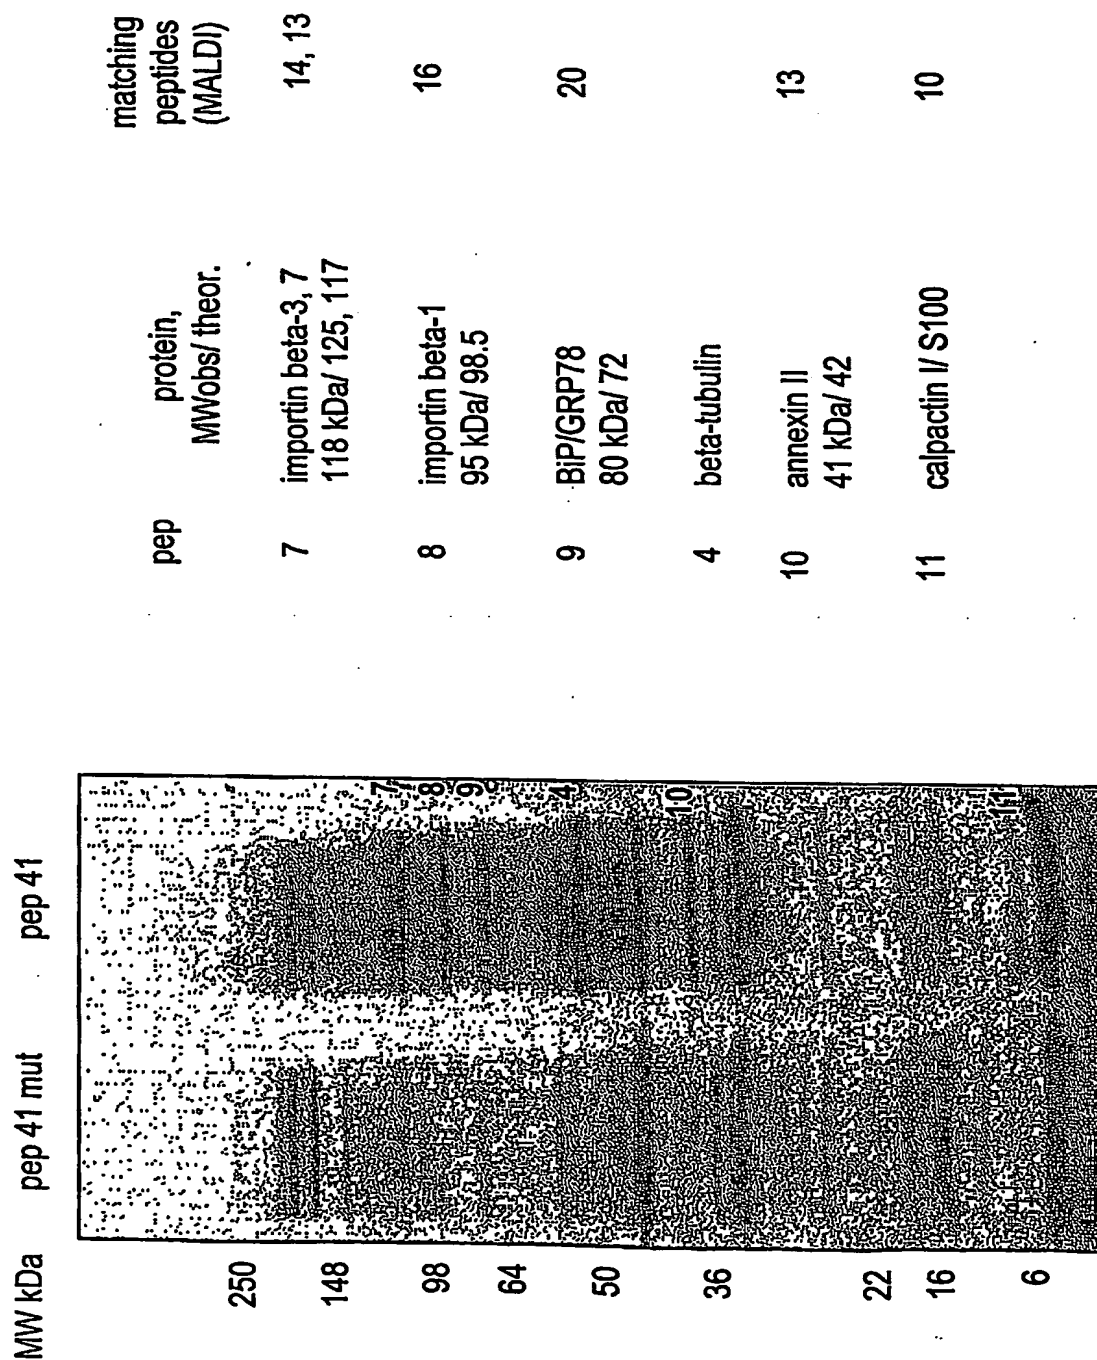 MW kDa
pep 41 mut
pep 41
250
148
98
64
50
36
22
16
6
7
8
9
4
10
11
pep
protein,
MWobs/ theor.
matching
peptides
(MALDI)
7
importin beta-3, 7
118 kDa/ 125, 117
14, 13
8
importin beta-1
95 kDa/ 98.5
16
9
BiP/GRP78
80 kDa/ 72
20
4
beta-tubulin
10
annexin II
41 kDa/ 42
13
11
calpactin I/ S100
10